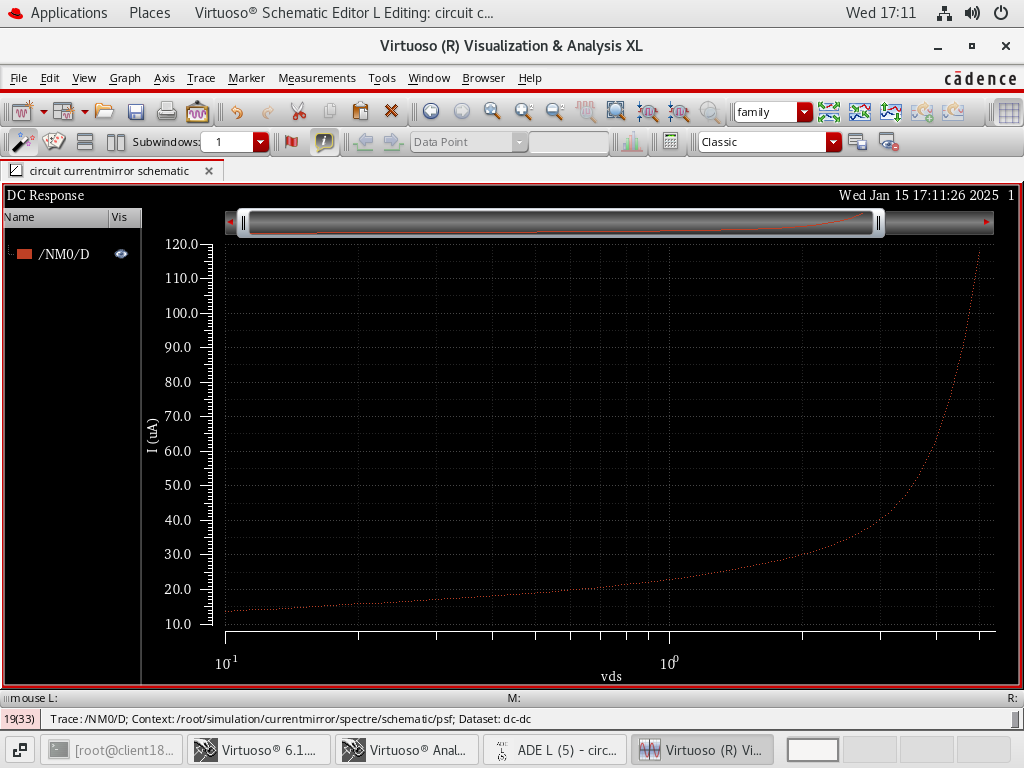 Applications Places Virtuoso® Schematic Editor L Editing: circuit c... Wed 17:11
Virtuoso (R) Visualization & Analysis XL
File Edit View Graph Axis Trace Marker Measurements Tools Window Browser Help cādence
family
Subwindows: 1 Data Point Classic
circuit currentmirror schematic
DC Response Wed Jan 15 17:11:26 2025 1
Name Vis
/NM0/D
120.0
110.0
100.0
90.0
80.0
70.0
60.0
50.0
40.0
30.0
20.0
10.0
I (uA)
10^-1 10^0
vds
mouse L: M: R:
19(33) Trace: /NM0/D; Context: /root/simulation/currentmirror/spectre/schematic/psf; Dataset: dc-dc
[root@client18... Virtuoso® 6.1.... Virtuoso® Anal... ADE L (5) - circ... Virtuoso (R) Vi...